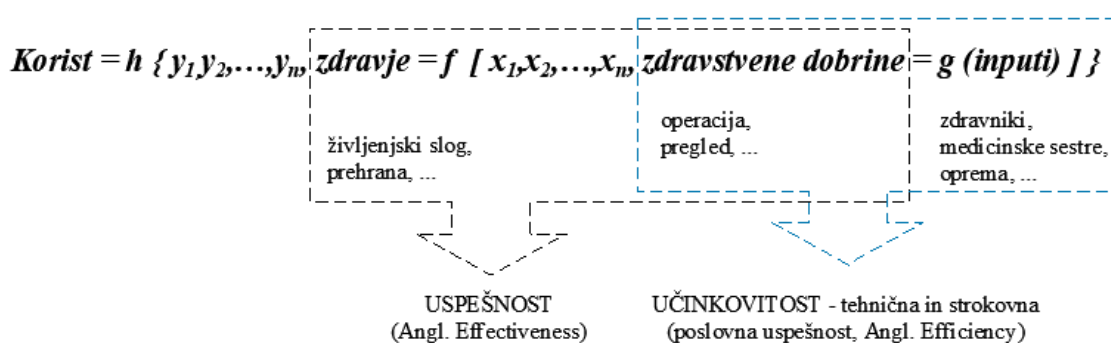 Korist = h { y₁ y₂,…,yₙ, zdravje = f [ x₁,x₂,…,xₙ, zdravstvene dobrine = g (inputi) ] }
življenjski slog,
prehrana, ...
operacija,
pregled, ...
zdravniki,
medicinske sestre,
oprema, ...
USPEŠNOST
(Angl. Effectiveness)
UČINKOVITOST - tehnična in strokovna
(poslovna uspešnost, Angl. Efficiency)